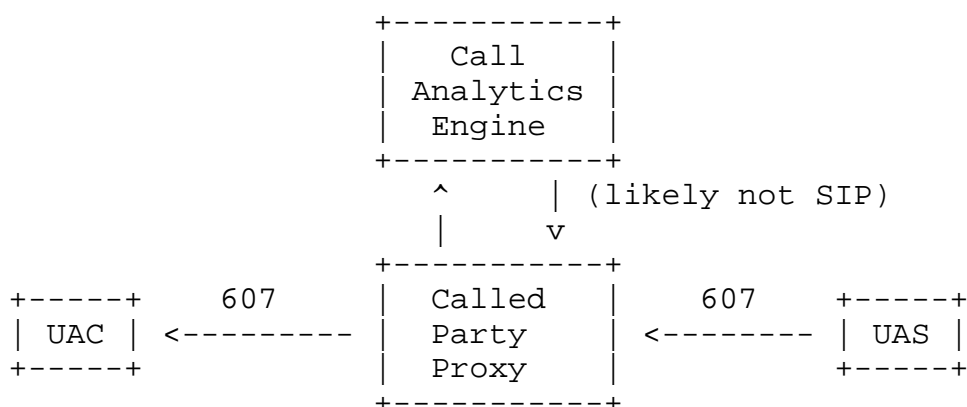 +-----------+
|   Call    |
| Analytics |
|  Engine   |
+-----------+
^     | (likely not SIP)
|     v
+-----------+
+-----+    607     |  Called   |    607    +-----+
| UAC | <--------- |  Party    | <-------- | UAS |
+-----+            |  Proxy    |           +-----+
+-----------+